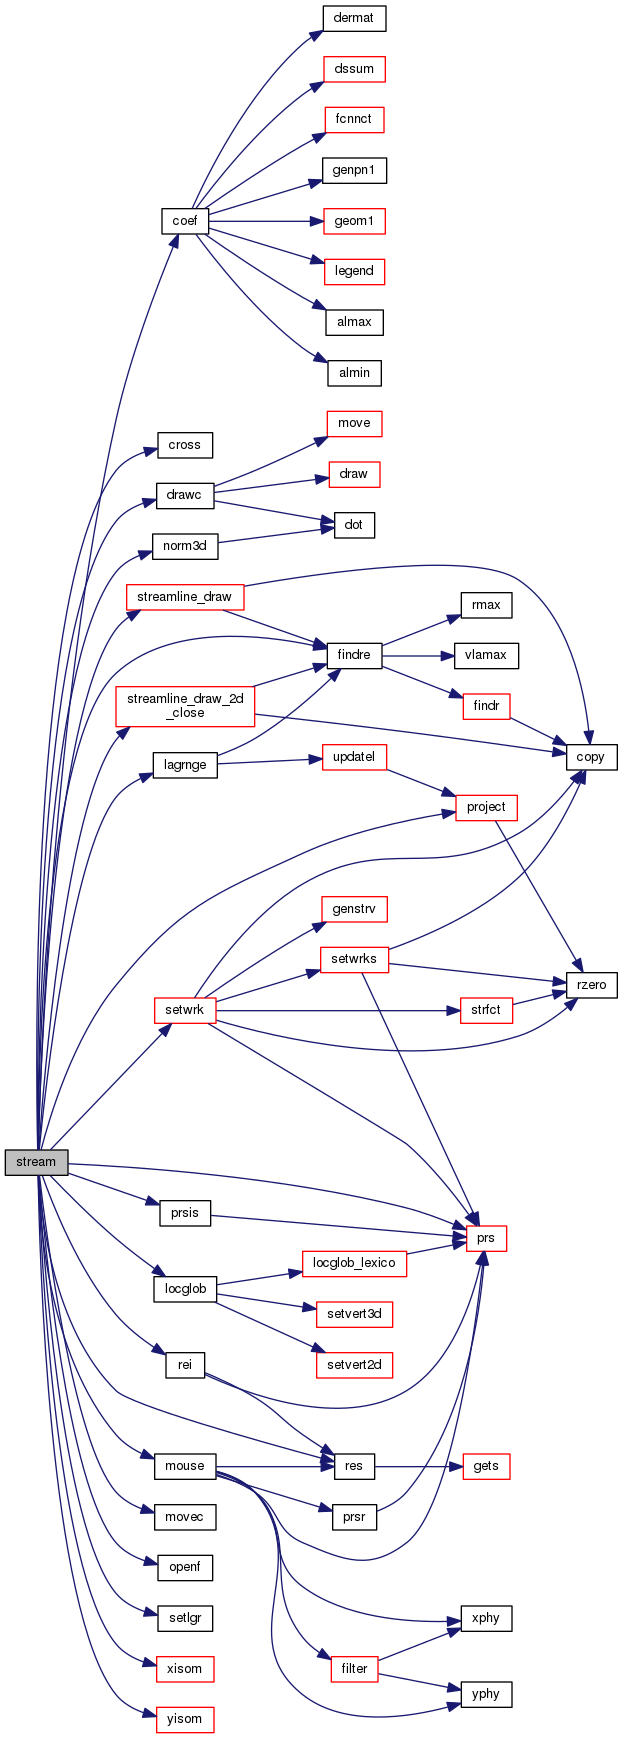 dermat
dssum
fcnnct
genpn1
coef
geom1
legend
almax
almin
move
cross
draw
drawc
dot
norm3d
streamline_draw
rmax
findre
vlamax
streamline_draw_2d
_close
findr
lagrnge
updatel
copy
project
genstrv
setwrks
rzero
setwrk
strfct
stream
prsis
prs
locglob_lexico
locglob
setvert3d
rei
setvert2d
mouse
res
gets
movec
prsr
openf
setlgr
xphy
xisom
filter
yphy
yisom